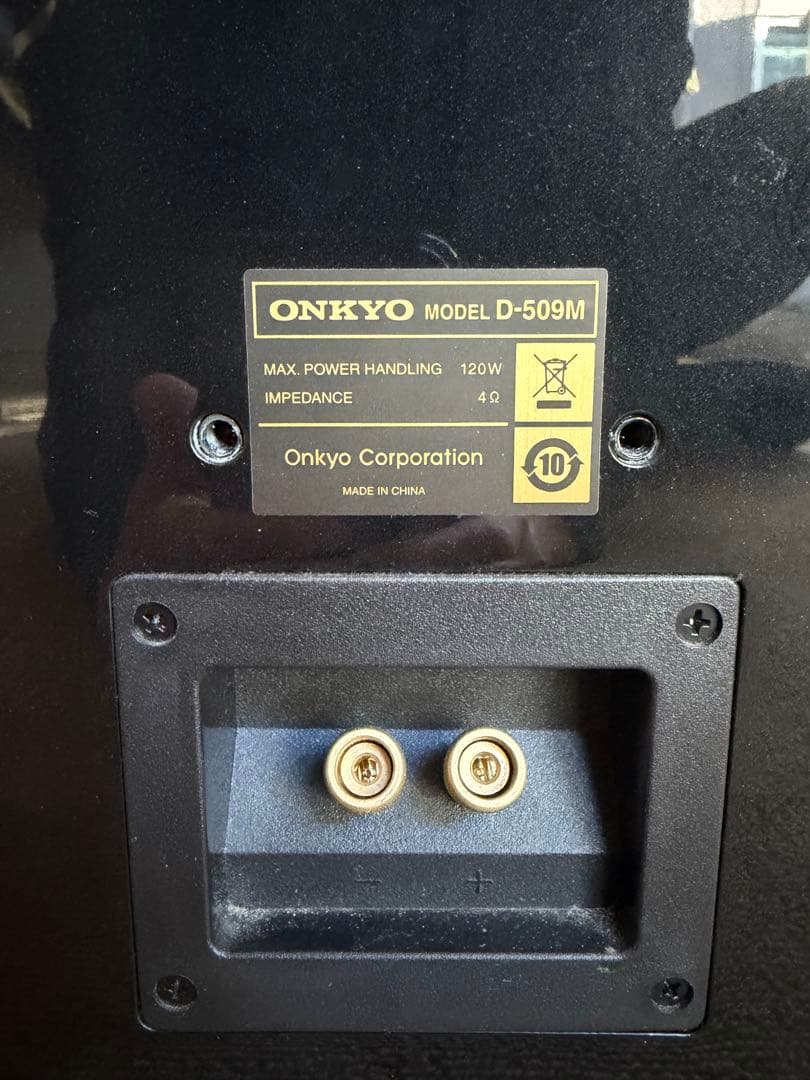 ONKYO MODEL D-509M
MAX. POWER HANDLING 120W
IMPEDANCE 4Ω
Onkyo Corporation
10
MADE IN CHINA
− +